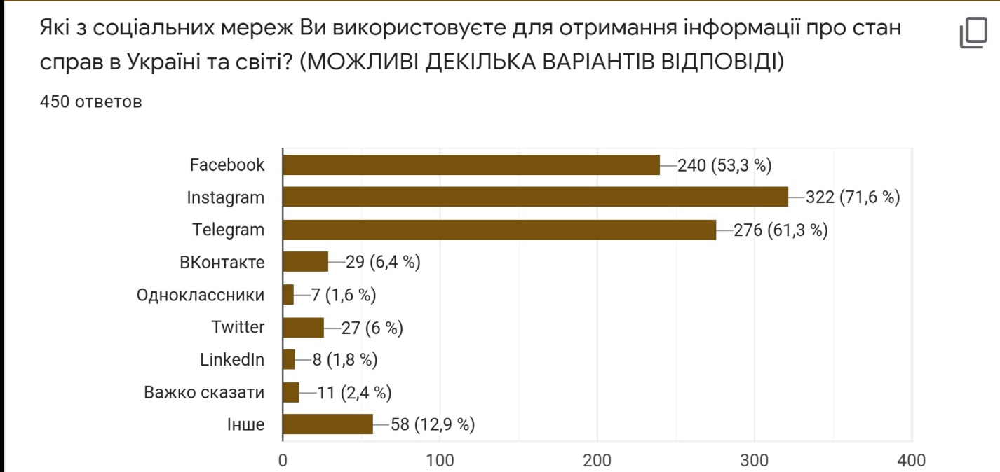 Які з соціальних мереж Ви використовуєте для отримання інформації про стан
справ в Україні та світі? (МОЖЛИВІ ДЕКІЛЬКА ВАРІАНТІВ ВІДПОВІДІ)
450 ответов
Facebook 240 (53,3 %)
Instagram 322 (71,6 %)
Telegram 276 (61,3 %)
ВКонтакте 29 (6,4 %)
Одноклассники 7 (1,6 %)
Twitter 27 (6 %)
LinkedIn 8 (1,8 %)
Важко сказати 11 (2,4 %)
Інше 58 (12,9 %)
0 100 200 300 400